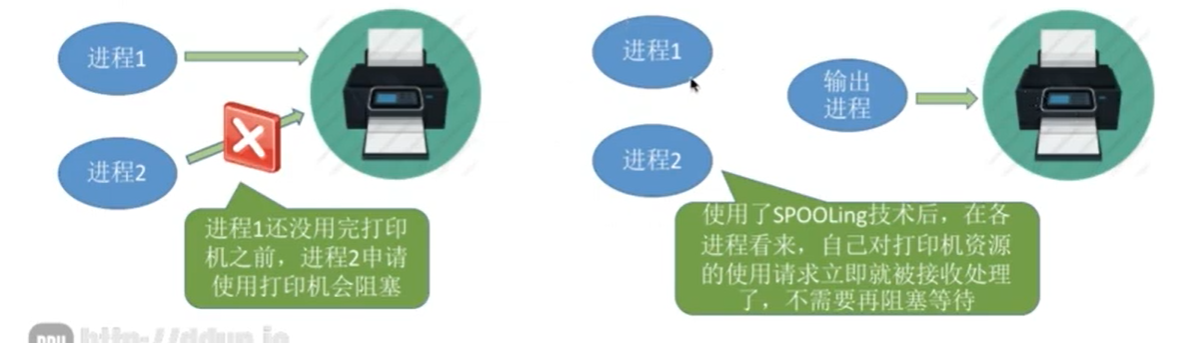 进程1
进程2
进程1还没用完打印
机之前，进程2申请
使用打印机会阻塞
进程1
进程2
输出
进程
使用了SPOOLing技术后，在各
进程看来，自己对打印机资源
的使用请求立即就被接收处理
了，不需要再阻塞等待